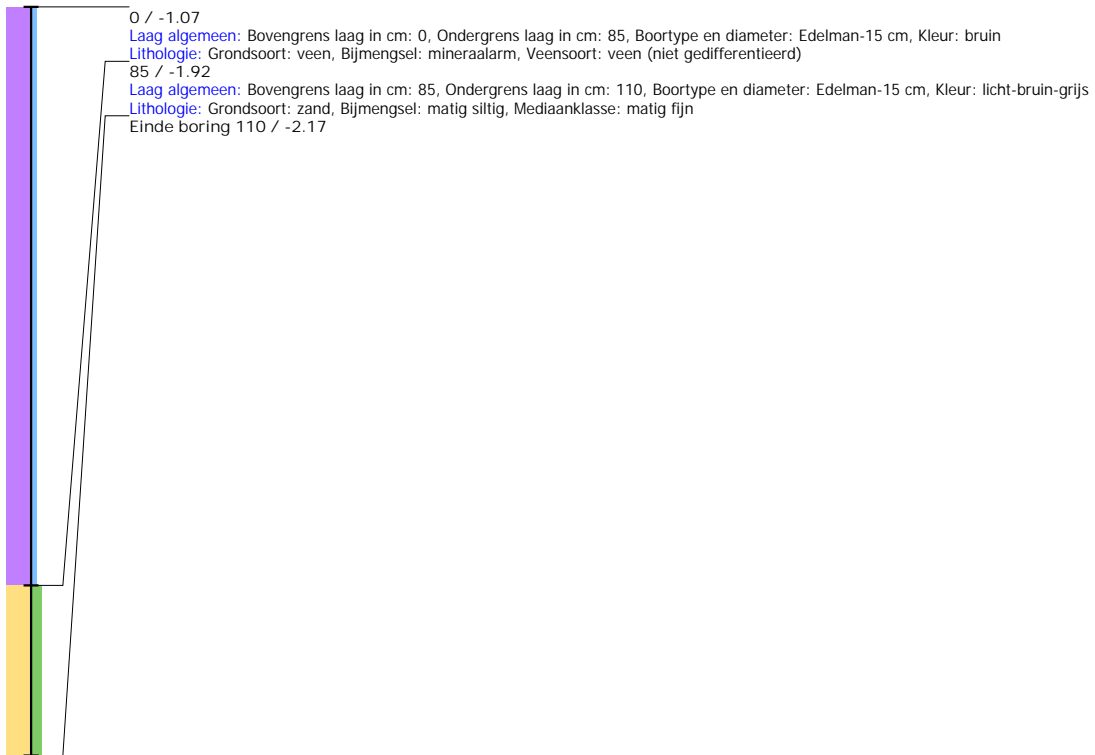 0 / -1.07
Laag algemeen: Bovengrens laag in cm: 0, Ondergrens laag in cm: 85, Boortype en diameter: Edelman-15 cm, Kleur: bruin
Lithologie: Grondsoort: veen, Bijmengsel: mineraalarm, Veensoort: veen (niet gedifferentieerd)
85 / -1.92
Laag algemeen: Bovengrens laag in cm: 85, Ondergrens laag in cm: 110, Boortype en diameter: Edelman-15 cm, Kleur: licht-bruin-grijs
Lithologie: Grondsoort: zand, Bijmengsel: matig siltig, Mediaanklasse: matig fijn
Einde boring 110 / -2.17